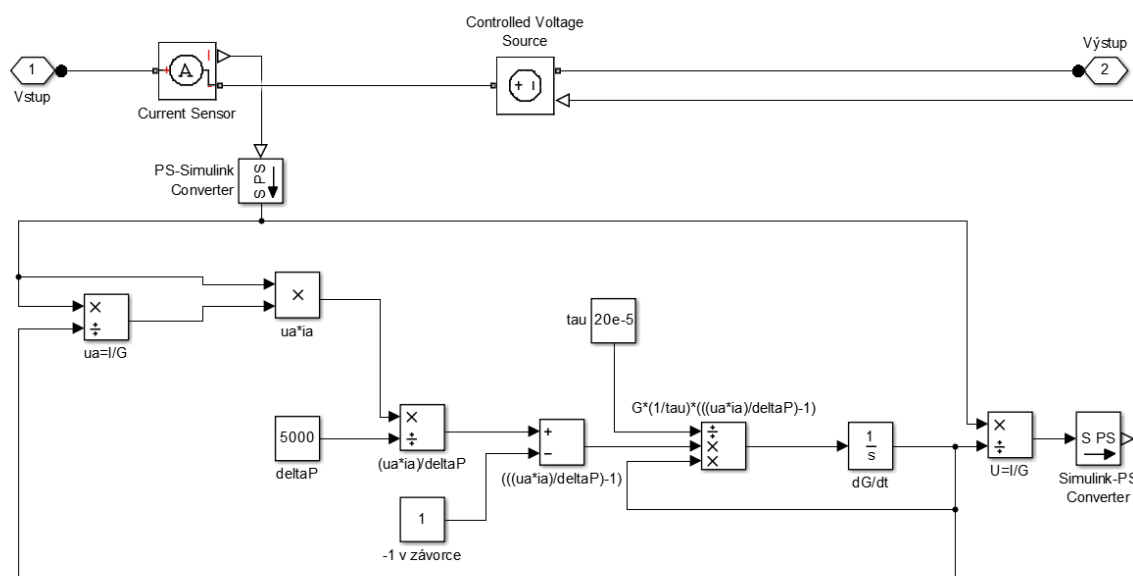 Controlled Voltage
Source
Výstup
1
I
A
+ I
2
Vstup
Current Sensor
PS-Simulink
Converter
S PS
×
÷
ua=I/G
×
ua*ia
tau
20e-5
5000
deltaP
×
÷
(ua*ia)/deltaP
+
−
(((ua*ia)/deltaP)-1)
1
-1 v závorce
G*(1/tau)*(((ua*ia)/deltaP)-1)
÷
×
×
1
s
dG/dt
×
÷
U=I/G
S PS
Simulink-PS
Converter